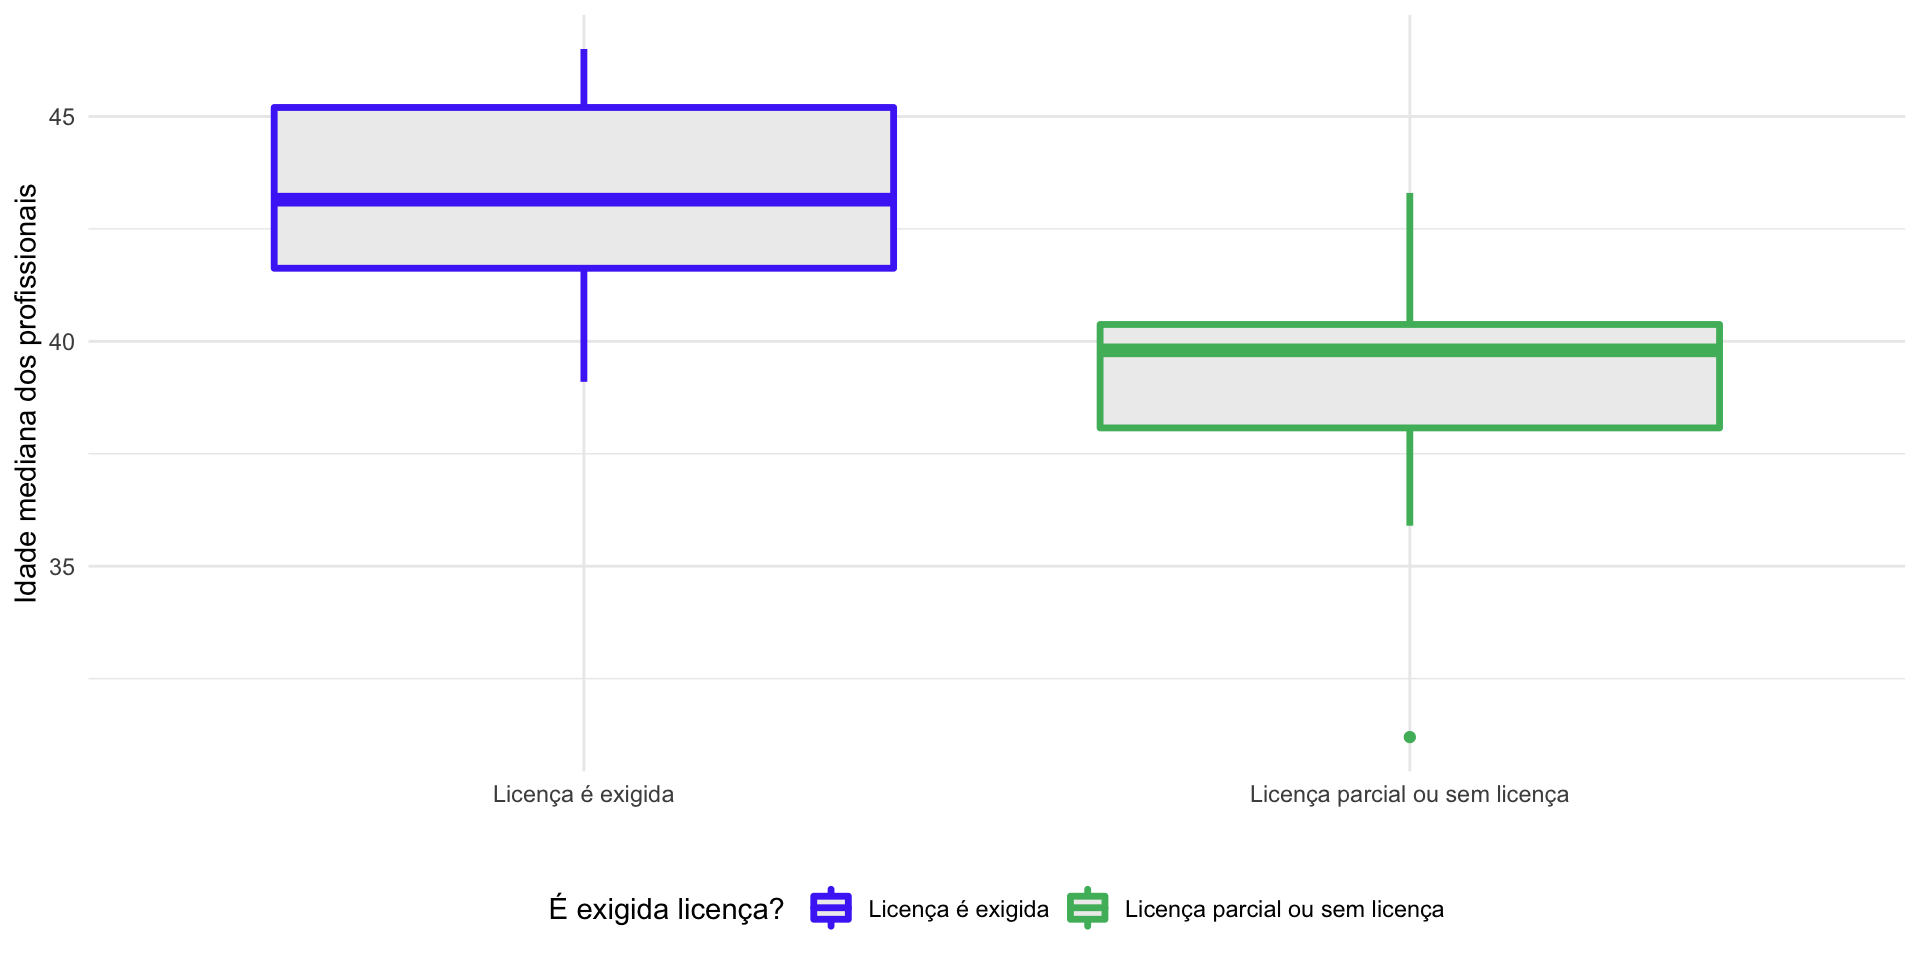 Idade mediana dos profissionais
45
40
35
Licença é exigida
Licença parcial ou sem licença
É exigida licença?
Licença é exigida
Licença parcial ou sem licença